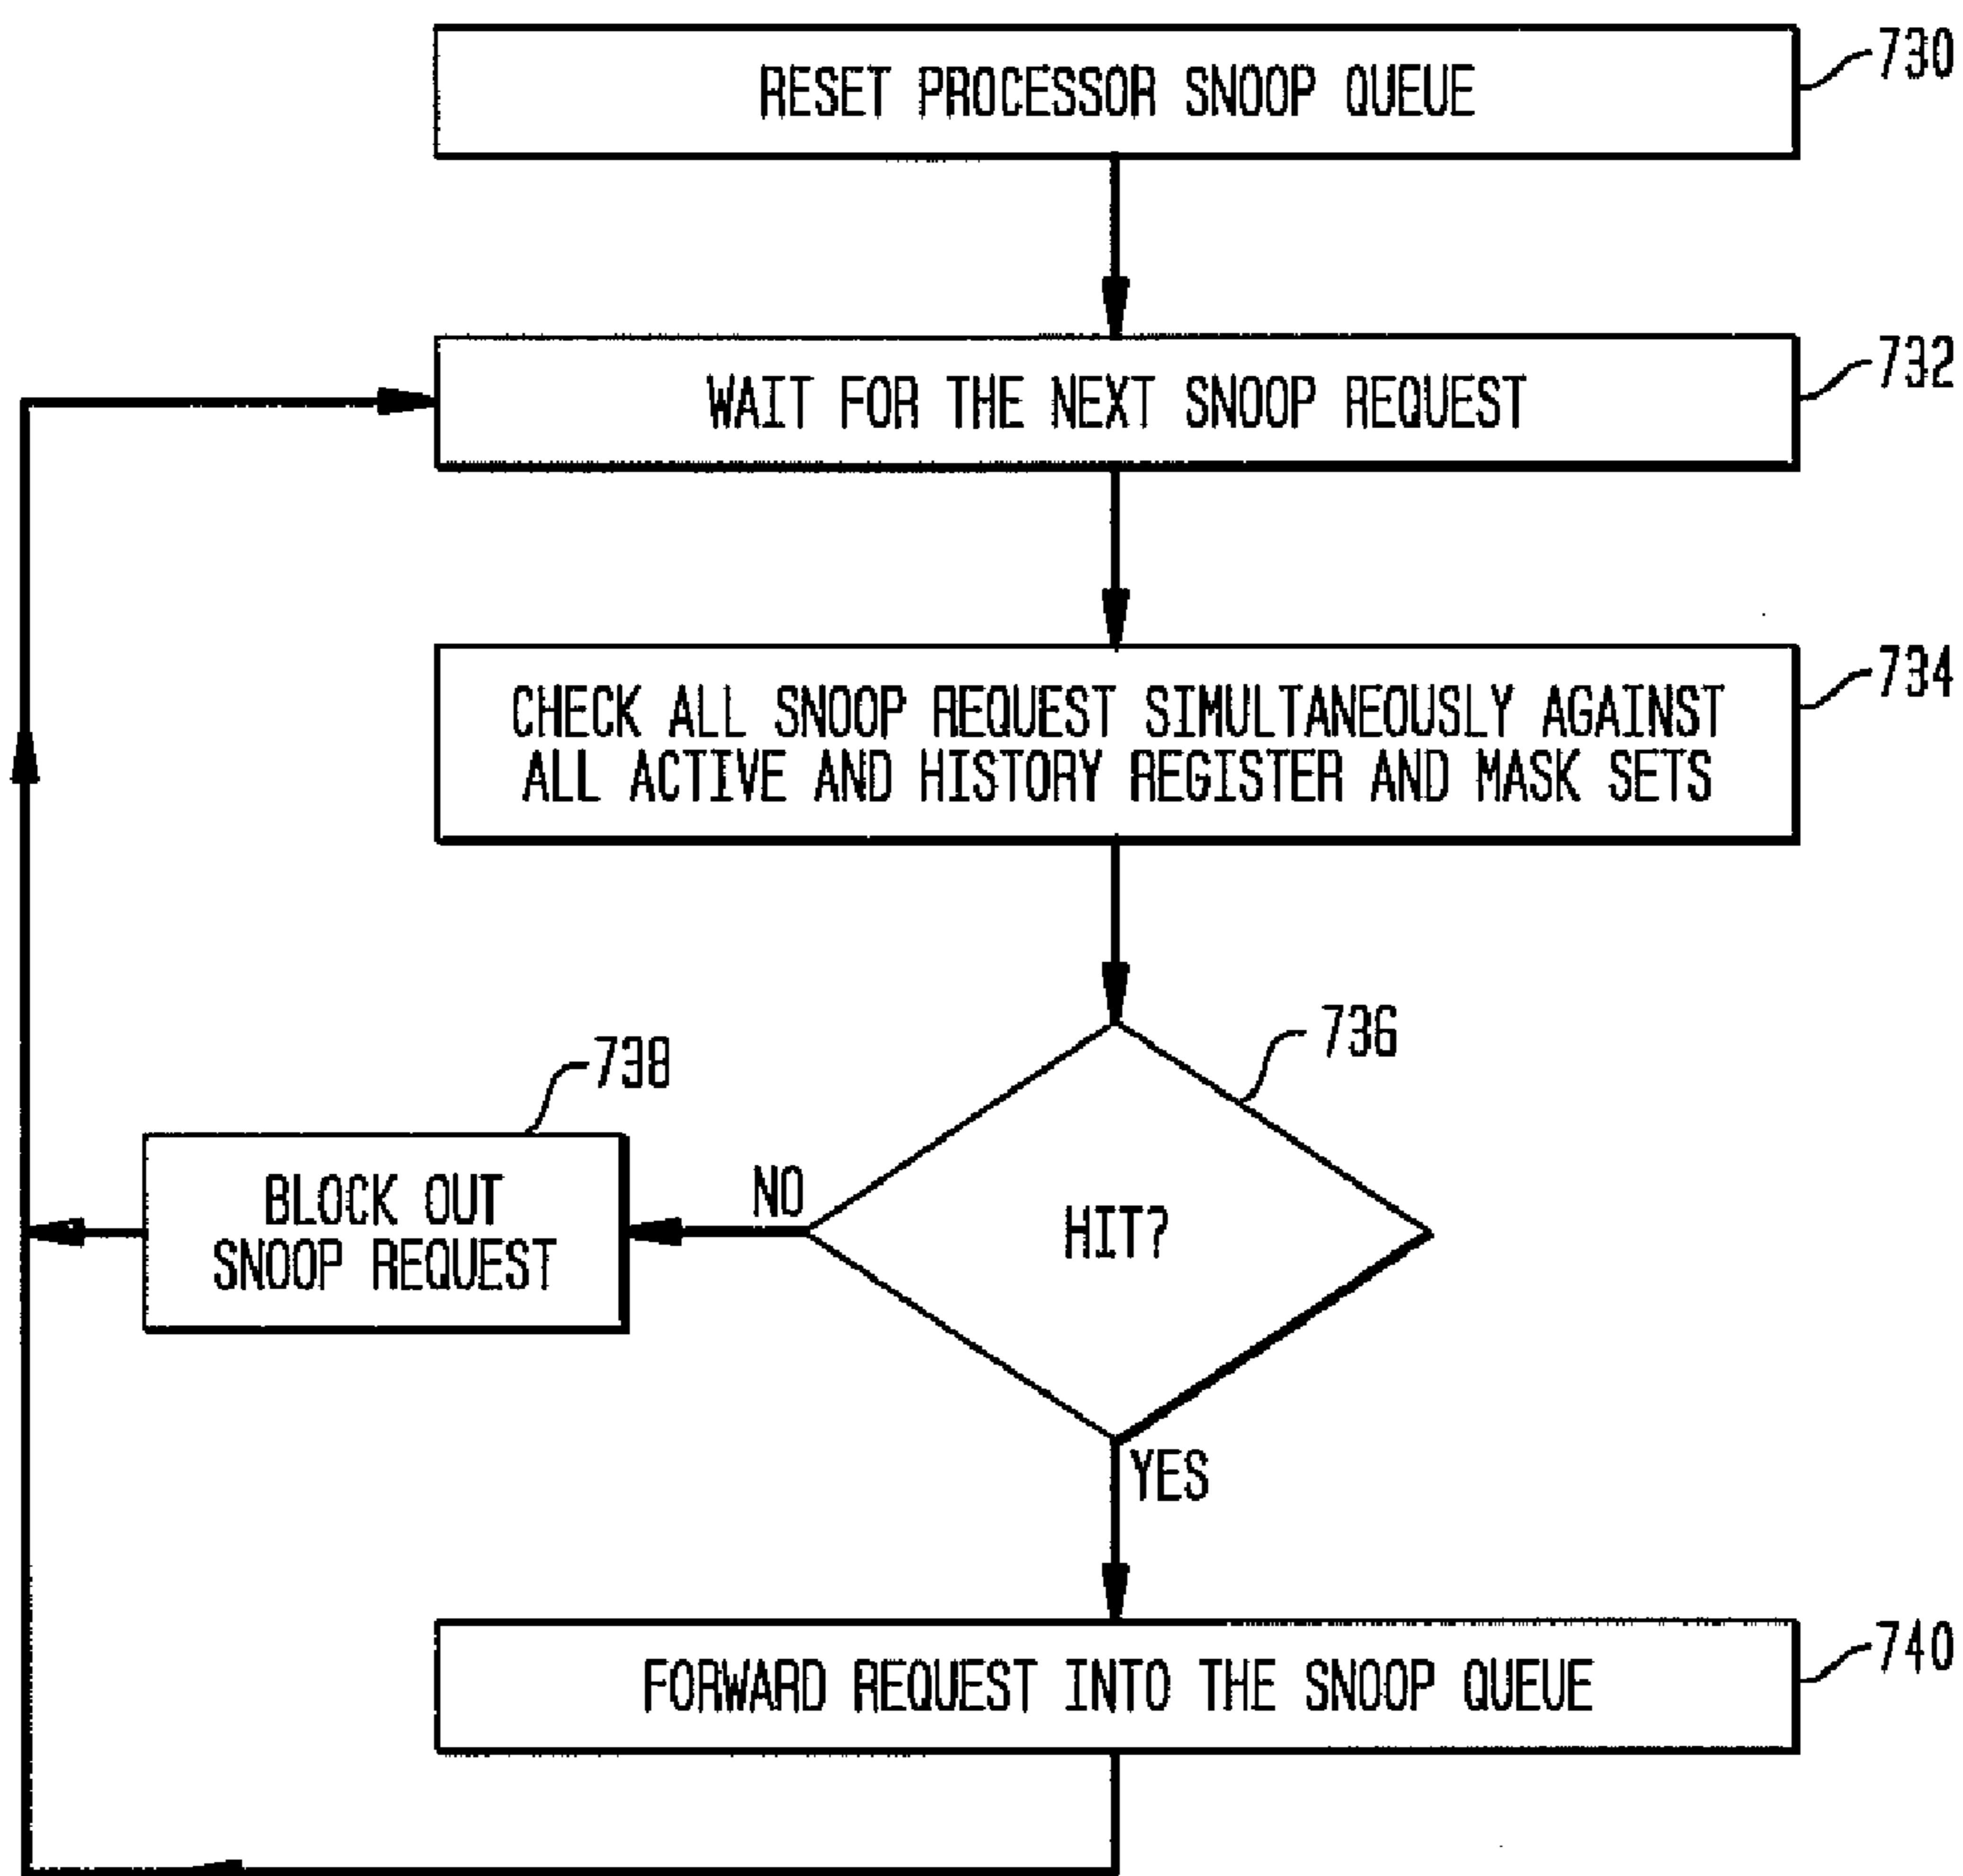 RESET PROCESSOR SNOOP QUEUE
730
WAIT FOR THE NEXT SNOOP REQUEST
732
CHECK ALL SNOOP REQUEST SIMULTANEOUSLY AGAINST
ALL ACTIVE AND HISTORY REGISTER AND MASK SETS
734
736
HIT?
NO
738
BLOCK OUT
SNOOP REQUEST
YES
FORWARD REQUEST INTO THE SNOOP QUEUE
740